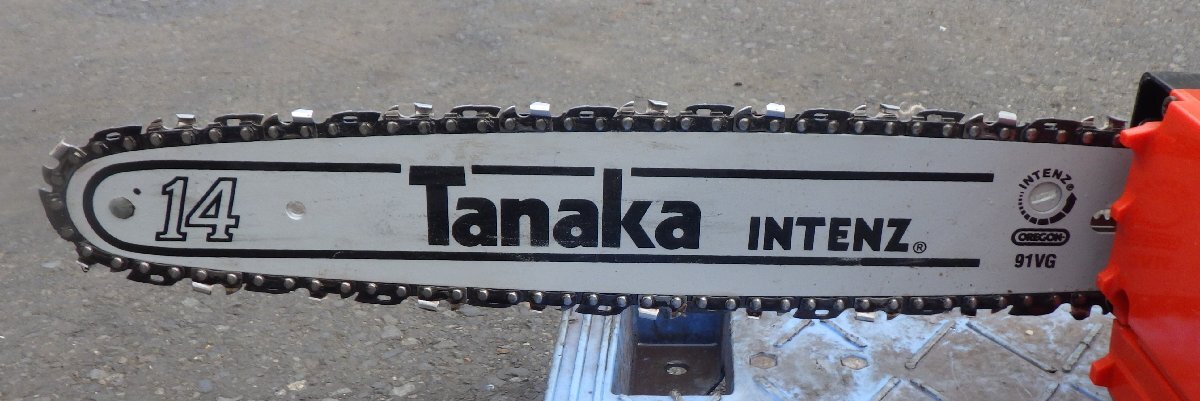 14
Tanaka INTENZ®
INTENZ®
OREGON
91VG